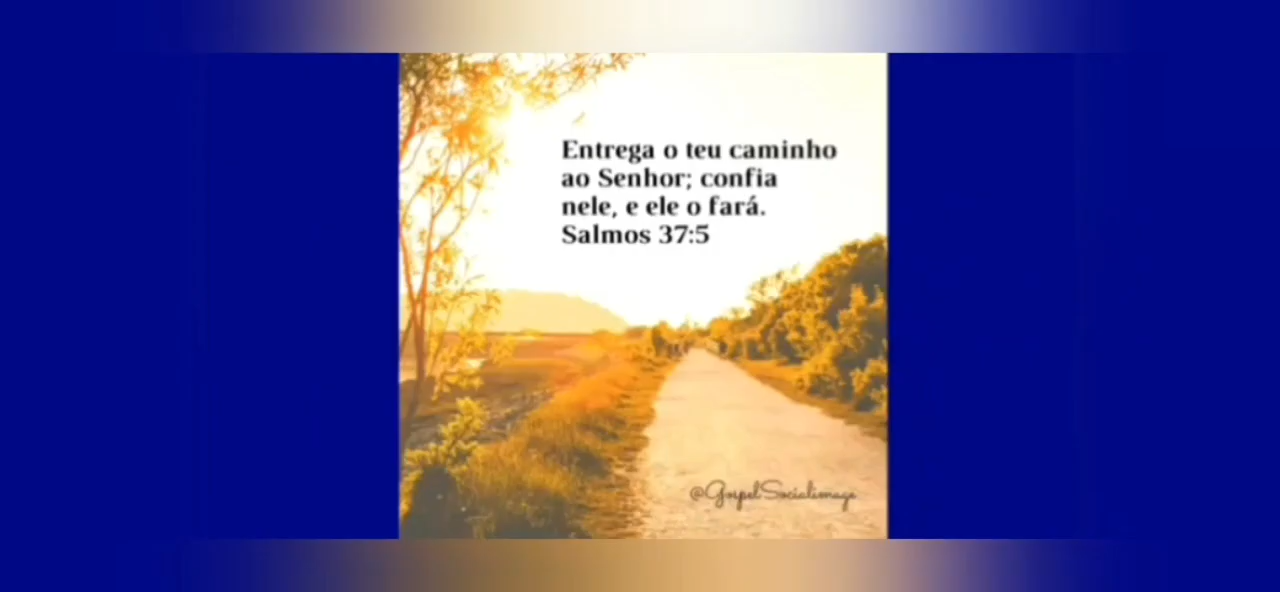 Entrega o teu caminho
ao Senhor; confia
nele, e ele o fará.
Salmos 37:5
@GospelSocialimage